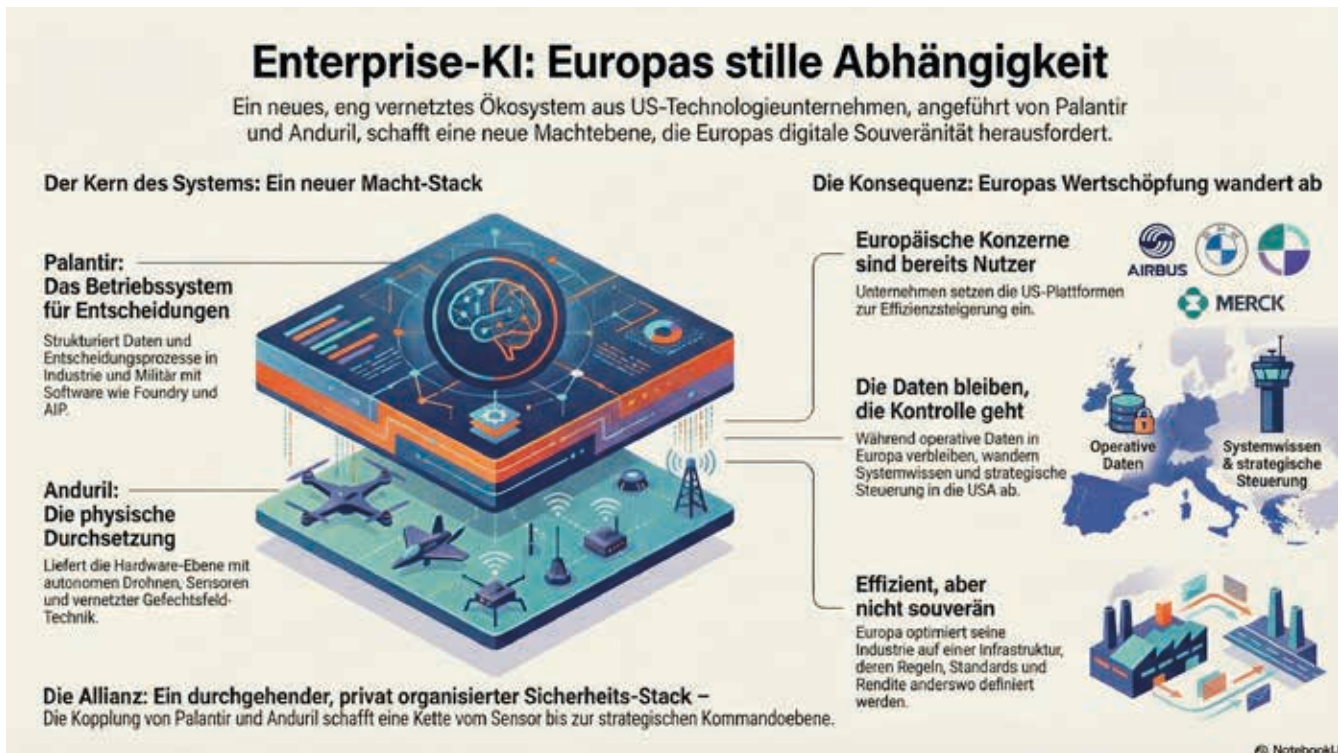 Enterprise-KI: Europas stille Abhängigkeit
Ein neues, eng vernetztes Ökosystem aus US-Technologieunternehmen, angeführt von Palantir
und Anduril, schafft eine neue Machtebene, die Europas digitale Souveränität herausfordert.
Der Kern des Systems: Ein neuer Macht-Stack
Palantir:
Das Betriebssystem
für Entscheidungen
Strukturiert Daten und
Entscheidungsprozesse in
Industrie und Militär mit
Software wie Foundry und
AIP.
Anduril:
Die physische
Durchsetzung
Liefert die Hardware-Ebene mit
autonomen Drohnen, Sensoren
und vernetzter Gefechtsfeld-
Technik.
Die Allianz: Ein durchgehender, privat organisierter Sicherheits-Stack –
Die Kopplung von Palantir und Anduril schafft eine Kette vom Sensor bis zur strategischen Kommandoebene.
Die Konsequenz: Europas Wertschöpfung wandert ab
Europäische Konzerne
sind bereits Nutzer
Unternehmen setzen die US-Plattformen
zur Effizienzsteigerung ein.
AIRBUS
MERCK
Die Daten bleiben,
die Kontrolle geht
Während operative Daten in
Europa verbleiben, wandern
Systemwissen und strategische
Steuerung in die USA ab.
Operative
Daten
Systemwissen
& strategische
Steuerung
Effizient, aber
nicht souverän
Europa optimiert seine
Industrie auf einer Infrastruktur,
deren Regeln, Standards und
Rendite anderswo definiert
werden.